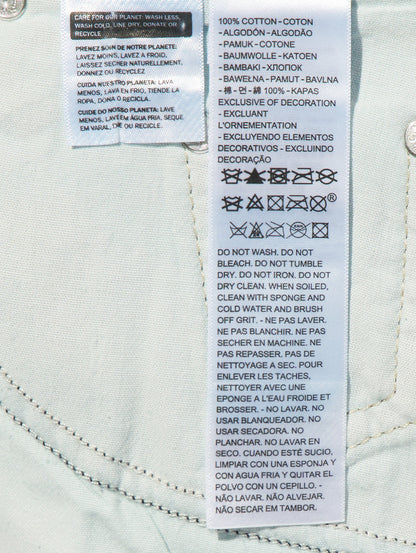 CARE FOR OUR PLANET: WASH LESS,
WASH COLD, LINE DRY, DONATE OR
RECYCLE
PRENEZ SOIN DE NOTRE PLANETE:
LAVEZ MOINS, LAVEZ A FROID,
LAISSEZ SECHER NATURELLEMENT,
DONNEZ OU RECYCLEZ
CUIDA NUESTRO PLANETA: LAVA
MENOS, LAVA EN FRIO, TIENDE LA
ROPA, DONA O RECICLA.
CUIDE DO NOSSO PLANETA: LAVE
MENOS, LAVE EM ÁGUA FRIA, SEQUE
EM VARAL, DOE OU RECICLE.
100% COTTON - COTON
- ALGODÓN - ALGODÃO
- PAMUK - COTONE
- BAUMWOLLE - KATOEN
- BAMBAKI - ХЛОПОК
- BAWEŁNA - PAMUT - BAVLNA
- 棉 - 면 - 綿 100% - KAPAS
EXCLUSIVE OF DECORATION
- EXCLUANT
L'ORNEMENTATION
- EXCLUYENDO ELEMENTOS
DECORATIVOS - EXCLUINDO
DECORAÇÃO
®
DO NOT WASH. DO NOT
BLEACH. DO NOT TUMBLE
DRY. DO NOT IRON. DO NOT
DRY CLEAN. WHEN SOILED,
CLEAN WITH SPONGE AND
COLD WATER AND BRUSH
OFF GRIT. - NE PAS LAVER.
NE PAS BLANCHIR. NE PAS
SECHER EN MACHINE. NE
PAS REPASSER. PAS DE
NETTOYAGE A SEC. POUR
ENLEVER LES TACHES,
NETTOYER AVEC UNE
EPONGE A L'EAU FROIDE ET
BROSSER. - NO LAVAR. NO
USAR BLANQUEADOR. NO
USAR SECADORA. NO
PLANCHAR. NO LAVAR EN
SECO. CUANDO ESTÉ SUCIO,
LIMPIAR CON UNA ESPONJA Y
CON AGUA FRIA Y QUITAR EL
POLVO CON UN CEPILLO. -
NÃO LAVAR. NÃO ALVEJAR.
NÃO SECAR EM TAMBOR.